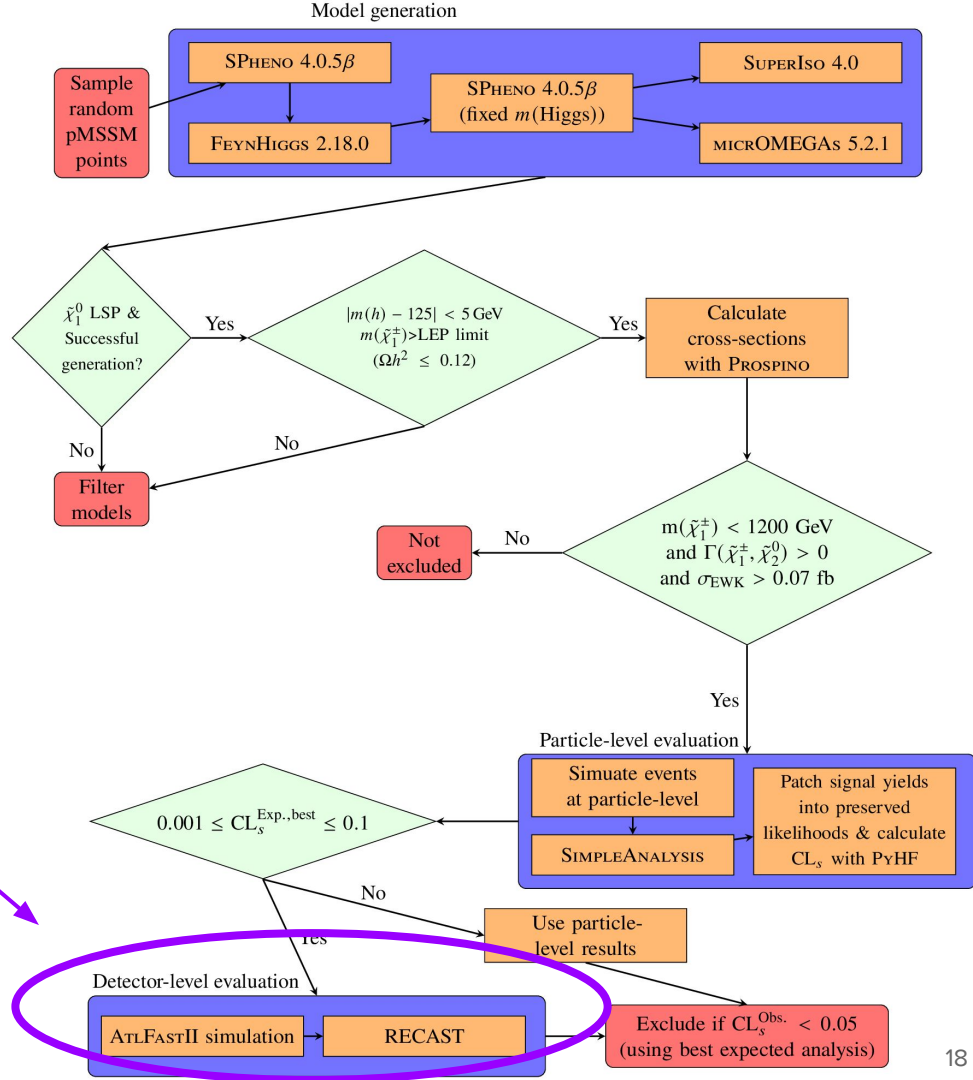 Model generation
Sample
random
pMSSM
points
SPHENO 4.0.5β
FEYNHIGGS 2.18.0
SPHENO 4.0.5β
(fixed m(Higgs))
SUPERISO 4.0
MICROMEGAS 5.2.1
χ̃₁⁰ LSP &
Successful
generation?
Yes
|m(h) − 125| < 5 GeV
m(χ̃₁±)>LEP limit
(Ωh² ≤ 0.12)
Yes
Calculate
cross-sections
with PROSPINO
No
No
Filter
models
m(χ̃₁±) < 1200 GeV
and Γ(χ̃₁±, χ̃₂⁰) > 0
and σ_EWK > 0.07 fb
No
Not
excluded
Yes
Particle-level evaluation
Simuate events
at particle-level
SIMPLEANALYSIS
Patch signal yields
into preserved
likelihoods & calculate
CLₛ with PYHF
0.001 ≤ CLₛ^Exp.,best ≤ 0.1
No
Yes
Use particle-
level results
Detector-level evaluation
ATLFASTII simulation
RECAST
Exclude if CLₛ^Obs. < 0.05
(using best expected analysis)
18